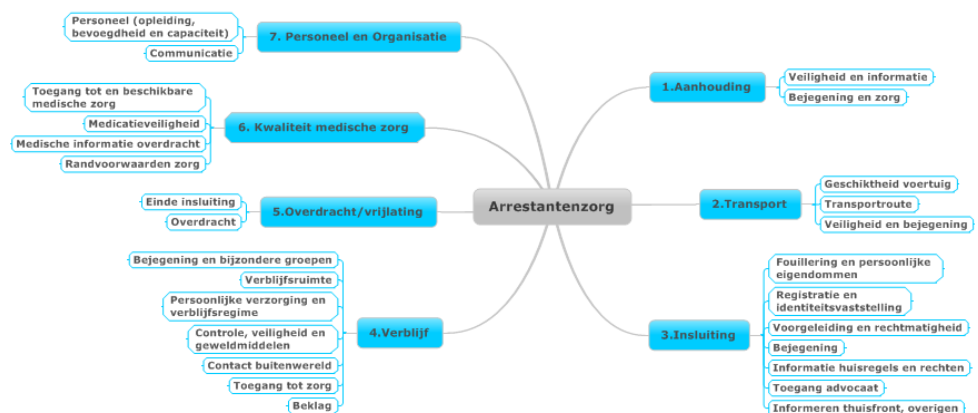 Arrestantenzorg
1.Aanhouding
Veiligheid en informatie
Bejegening en zorg
2.Transport
Geschiktheid voertuig
Transportroute
Veiligheid en bejegening
3.Insluiting
Fouillering en persoonlijke
eigendommen
Registratie en
identiteitsvaststelling
Voorgeleiding en rechtmatigheid
Bejegening
Informatie huisregels en rechten
Toegang advocaat
Informeren thuisfront, overigen
4.Verblijf
Bejegening en bijzondere groepen
Verblijfsruimte
Persoonlijke verzorging en
verblijfsregime
Controle, veiligheid en
geweldmiddelen
Contact buitenwereld
Toegang tot zorg
Beklag
5.Overdracht/vrijlating
Einde insluiting
Overdracht
6. Kwaliteit medische zorg
Toegang tot en beschikbare
medische zorg
Medicatieveiligheid
Medische informatie overdracht
Randvoorwaarden zorg
7. Personeel en Organisatie
Personeel (opleiding,
bevoegdheid en capaciteit)
Communicatie